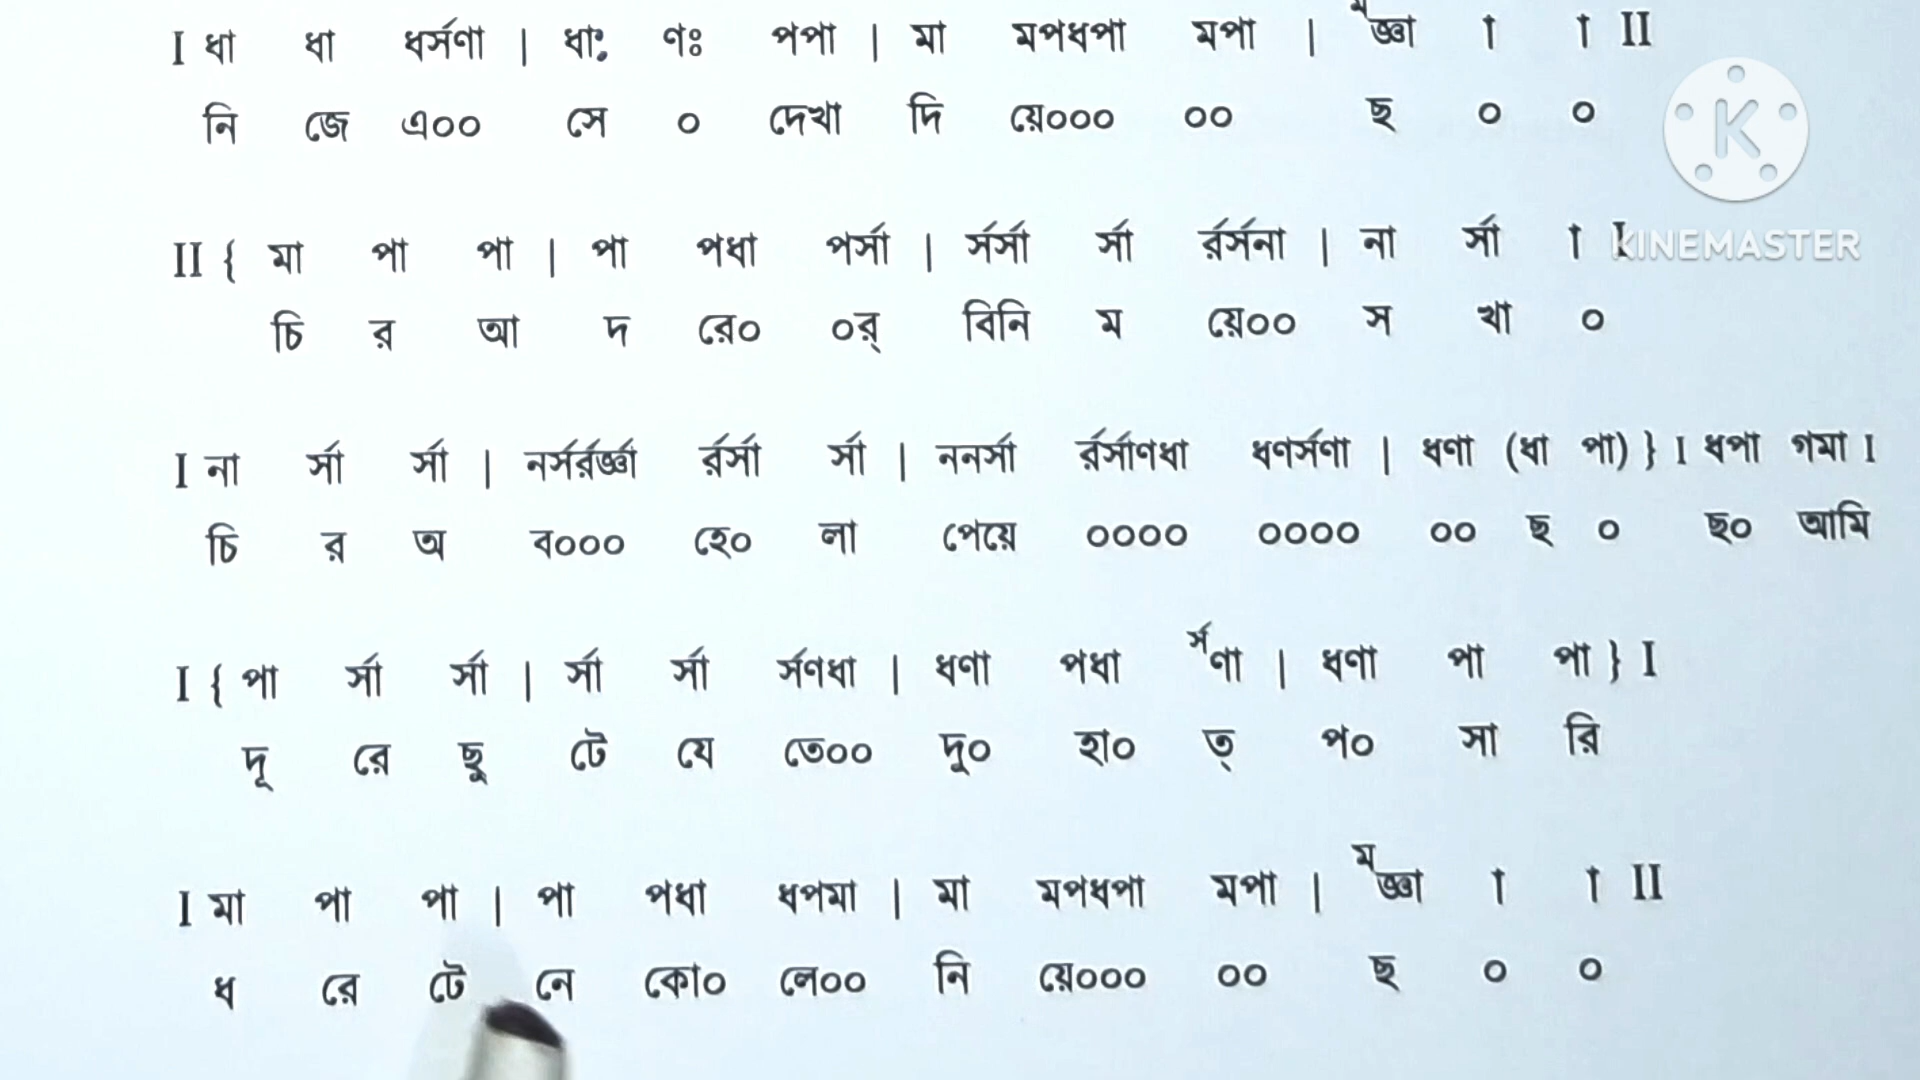 I ধা ধা ধর্সণা | ধাঃ ণঃ পপা | মা মপধপা মপা | মজ্ঞা া া II
নি জে এ০০ সে ০ দেখা দি য়ে০০০ ০০ ছ ০ ০
K
II { মা পা পা | পা পধা পর্সা | র্সর্সা র্সা র্রর্সনা | না র্সা া I
KINEMASTER
চি র আ দ রে০ ০র্ বিনি ম য়ে০০ স খা ০
I না র্সা র্সা | নর্সর্রর্জ্ঞা র্রর্সা র্সা | ননর্সা র্রর্সাণধা ধণর্সণা | ধণা (ধা পা) } I ধপা গমা I
চি র অ ব০০০ হে০ লা পেয়ে ০০০০ ০০০০ ০০ ছ ০ ছ০ আমি
I { পা র্সা র্সা | র্সা র্সা র্সণধা | ধণা পধা র্সণা | ধণা পা পা } I
দূ রে ছু টে যে তে০০ দু০ হা০ ত্ প০ সা রি
I মা পা পা | পা পধা ধপমা | মা মপধপা মপা | মজ্ঞা া া II
ধ রে টে নে কো০ লে০০ নি য়ে০০০ ০০ ছ ০ ০